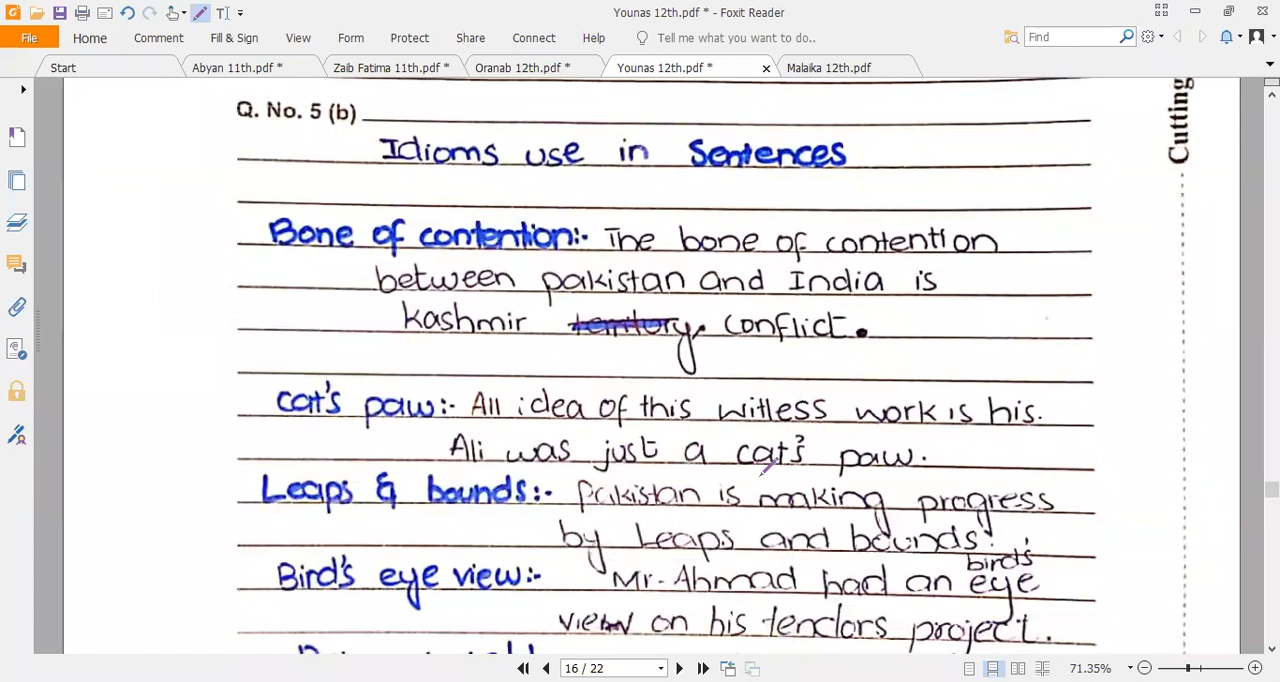 Younas 12th.pdf * - Foxit Reader
File Home Comment Fill & Sign View Form Protect Share Connect Help Tell me what you want to do.. Find
Start Abyan 11th.pdf * Zaib Fatima 11th.pdf * Oranab 12th.pdf * Younas 12th.pdf * Malaika 12th.pdf
Cutting
Q. No. 5 (b)
Idioms use in Sentences
Bone of contention:- The bone of contention
between pakistan and India is
kashmir territory. conflict.
cat's paw:- All idea of this witless work is his.
Ali was just a cat's paw.
Leaps & bounds:- Pakistan is making progress
by Leaps and bounds.
Bird's eye view:- Mr. Ahmad had an bird's eye
view on his tendors project.
16 / 22
71.35%